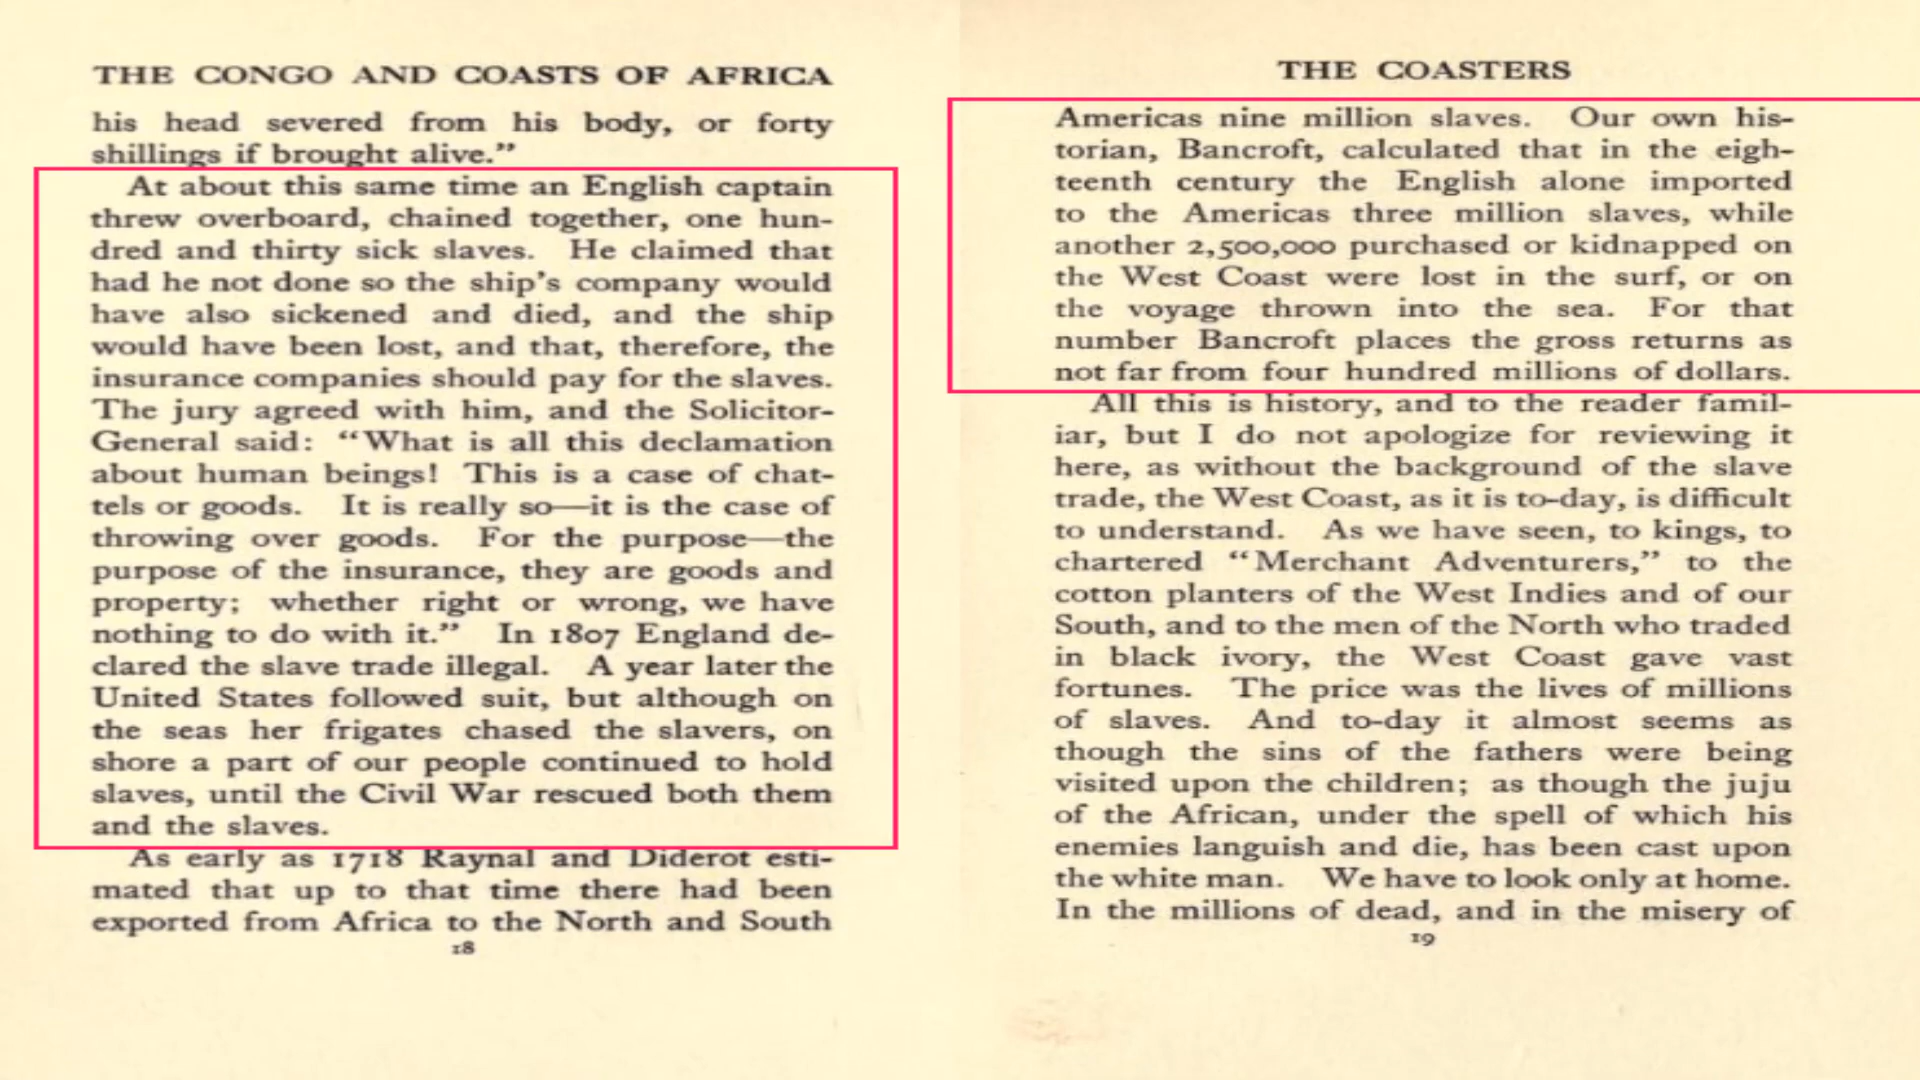 THE CONGO AND COASTS OF AFRICA
his head severed from his body, or forty
shillings if brought alive.”
At about this same time an English captain
threw overboard, chained together, one hun-
dred and thirty sick slaves. He claimed that
had he not done so the ship’s company would
have also sickened and died, and the ship
would have been lost, and that, therefore, the
insurance companies should pay for the slaves.
The jury agreed with him, and the Solicitor-
General said: “What is all this declamation
about human beings! This is a case of chat-
tels or goods. It is really so—it is the case of
throwing over goods. For the purpose—the
purpose of the insurance, they are goods and
property; whether right or wrong, we have
nothing to do with it.” In 1807 England de-
clared the slave trade illegal. A year later the
United States followed suit, but although on
the seas her frigates chased the slavers, on
shore a part of our people continued to hold
slaves, until the Civil War rescued both them
and the slaves.
As early as 1718 Raynal and Diderot esti-
mated that up to that time there had been
exported from Africa to the North and South
18
THE COASTERS
Americas nine million slaves. Our own his-
torian, Bancroft, calculated that in the eigh-
teenth century the English alone imported
to the Americas three million slaves, while
another 2,500,000 purchased or kidnapped on
the West Coast were lost in the surf, or on
the voyage thrown into the sea. For that
number Bancroft places the gross returns as
not far from four hundred millions of dollars.
All this is history, and to the reader famil-
iar, but I do not apologize for reviewing it
here, as without the background of the slave
trade, the West Coast, as it is to-day, is difficult
to understand. As we have seen, to kings, to
chartered “Merchant Adventurers,” to the
cotton planters of the West Indies and of our
South, and to the men of the North who traded
in black ivory, the West Coast gave vast
fortunes. The price was the lives of millions
of slaves. And to-day it almost seems as
though the sins of the fathers were being
visited upon the children; as though the juju
of the African, under the spell of which his
enemies languish and die, has been cast upon
the white man. We have to look only at home.
In the millions of dead, and in the misery of
19